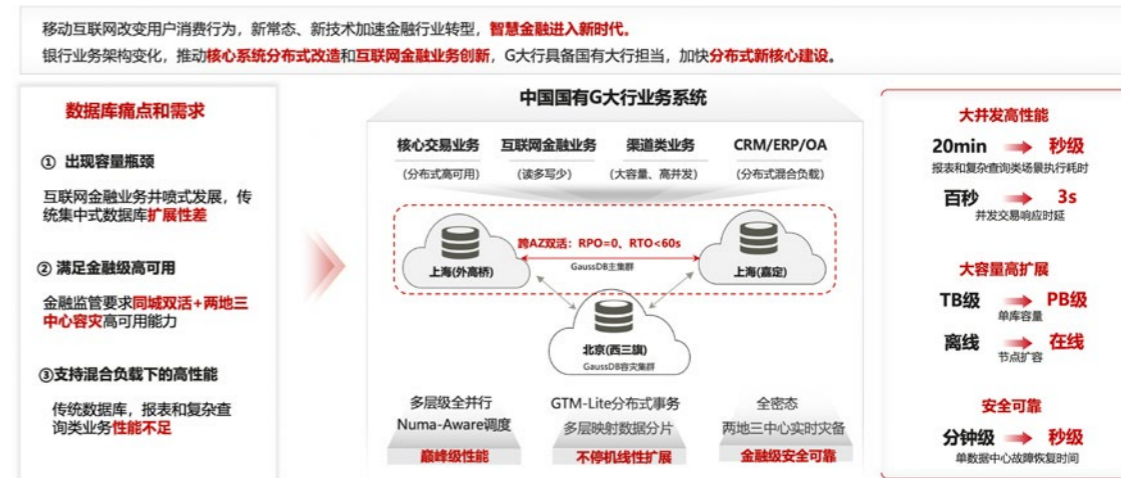 移动互联网改变用户消费行为，新常态、新技术加速金融行业转型，智慧金融进入新时代。
银行业务架构变化，推动核心系统分布式改造和互联网金融业务创新，G大行具备国有大行担当，加快分布式新核心建设。
数据库痛点和需求
① 出现容量瓶颈
互联网金融业务井喷式发展，传
统集中式数据库扩展性差
② 满足金融级高可用
金融监管要求同城双活+两地三
中心容灾高可用能力
③支持混合负载下的高性能
传统数据库，报表和复杂查
询类业务性能不足
中国国有G大行业务系统
核心交易业务 互联网金融业务 渠道类业务 CRM/ERP/OA
(分布式高可用) (读多写少) (大容量、高并发) (分布式混合负载)
跨AZ双活：RPO=0、RTO<60s
上海(外高桥) GaussDB主集群 上海(嘉定)
北京(西三旗)
GaussDB容灾集群
多层级全并行 GTM-Lite分布式事务 全密态
Numa-Aware调度 多层映射数据分片 两地三中心实时灾备
巅峰级性能 不停机线性扩展 金融级安全可靠
大并发高性能
20min 秒级
报表和复杂查询类场景执行耗时
百秒 3s
并发交易响应时延
大容量高扩展
TB级 PB级
单库容量
离线 在线
节点扩容
安全可靠
分钟级 秒级
单数据中心故障恢复时间